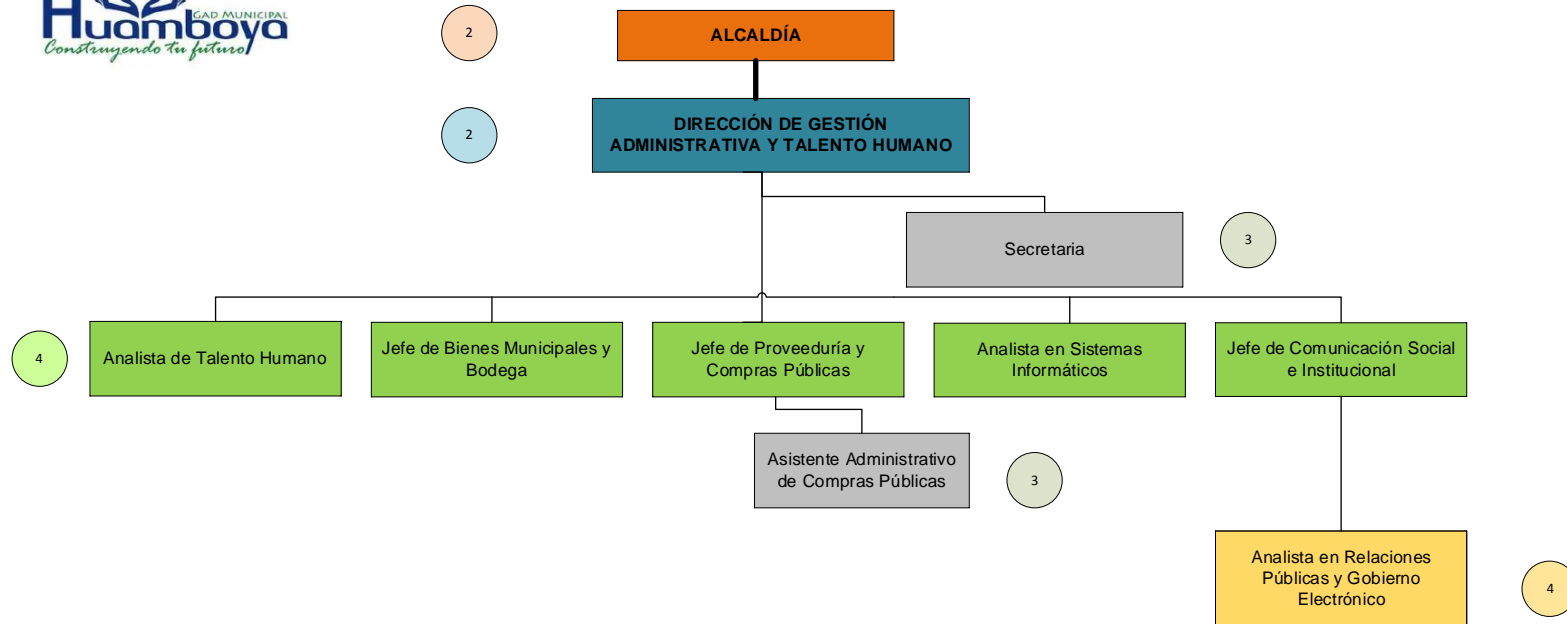 GAD MUNICIPAL
Huamboya
Construyendo tu futuro
2
ALCALDÍA
2
DIRECCIÓN DE GESTIÓN
ADMINISTRATIVA Y TALENTO HUMANO
Secretaria
3
4
Analista de Talento Humano
Jefe de Bienes Municipales y
Bodega
Jefe de Proveeduría y
Compras Públicas
Analista en Sistemas
Informáticos
Jefe de Comunicación Social
e Institucional
Asistente Administrativo
de Compras Públicas
3
Analista en Relaciones
Públicas y Gobierno
Electrónico
4